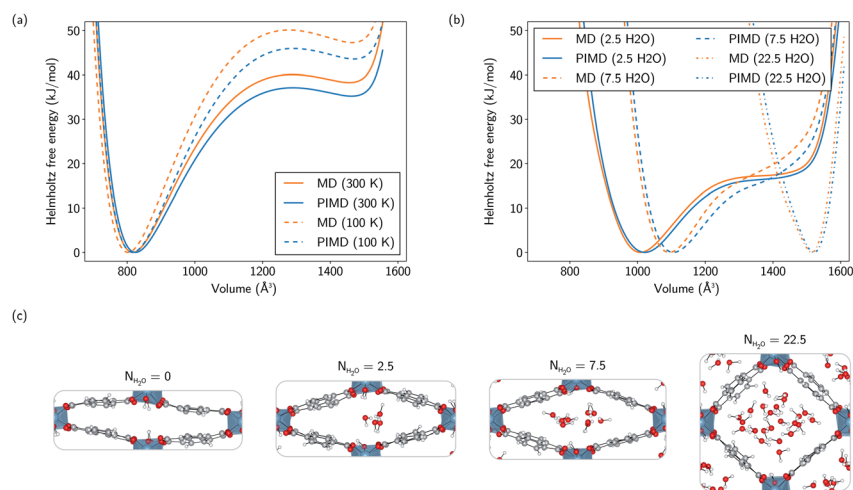 (a)
50
40
30
20
10
0
Helmholtz free energy (kJ/mol)
MD (300 K)
PIMD (300 K)
MD (100 K)
PIMD (100 K)
800 1000 1200 1400 1600
Volume (Å³)
(b)
50
40
30
20
10
0
Helmholtz free energy (kJ/mol)
MD (2.5 H2O) PIMD (7.5 H2O)
PIMD (2.5 H2O) MD (22.5 H2O)
MD (7.5 H2O) PIMD (22.5 H2O)
800 1000 1200 1400 1600
Volume (Å³)
(c)
N_H₂O = 0
N_H₂O = 2.5
N_H₂O = 7.5
N_H₂O = 22.5